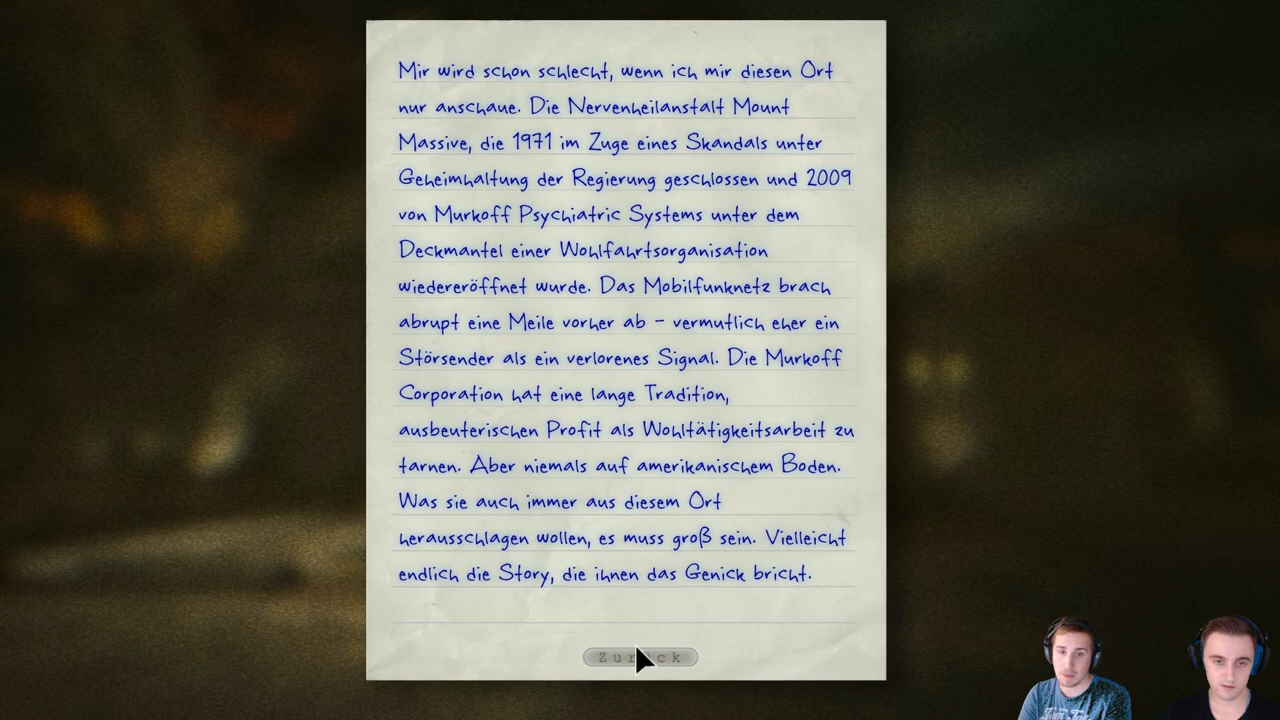 Mir wird schon schlecht, wenn ich mir diesen Ort
nur anschaue. Die Nervenheilanstalt Mount
Massive, die 1971 im Zuge eines Skandals unter
Geheimhaltung der Regierung geschlossen und 2009
von Murkoff Psychiatric Systems unter dem
Deckmantel einer Wohlfahrtsorganisation
wiedereröffnet wurde. Das Mobilfunknetz brach
abrupt eine Meile vorher ab - vermutlich eher ein
Störsender als ein verlorenes Signal. Die Murkoff
Corporation hat eine lange Tradition,
ausbeuterischen Profit als Wohltätigkeitsarbeit zu
tarnen. Aber niemals auf amerikanischem Boden.
Was sie auch immer aus diesem Ort
herausschlagen wollen, es muss groß sein. Vielleicht
endlich die Story, die ihnen das Genick bricht.
Zurück